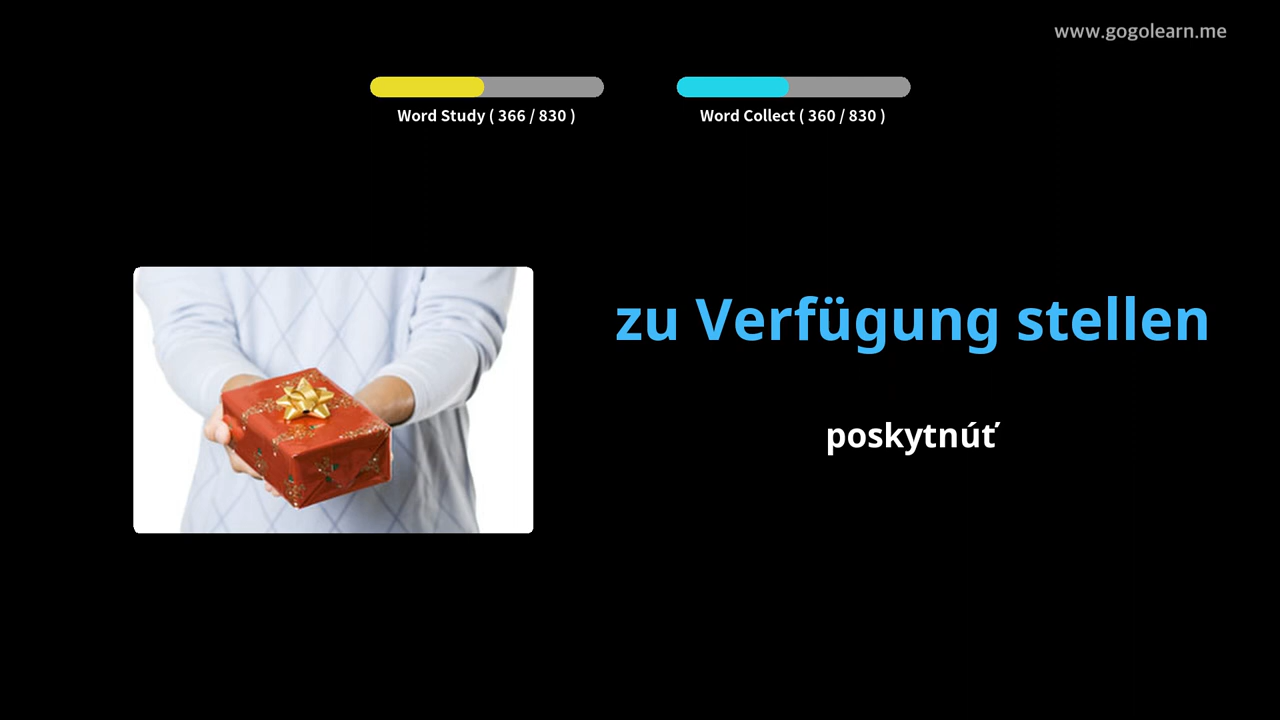 www.gogolearn.me
Word Study ( 366 / 830 )
Word Collect ( 360 / 830 )
zu Verfügung stellen
poskytnúť